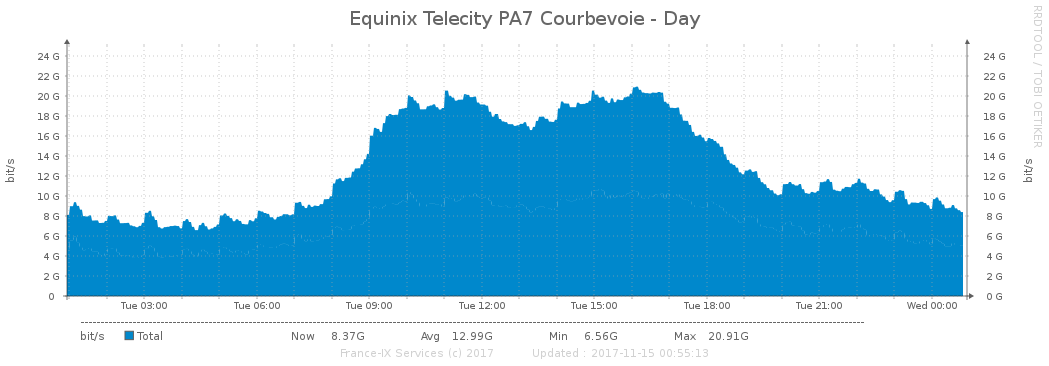 Equinix Telecity PA7 Courbevoie - Day
RRDTOOL / TOBI OETIKER
bit/s
bit/s
24 G 24 G
22 G 22 G
20 G 20 G
18 G 18 G
16 G 16 G
14 G 14 G
12 G 12 G
10 G 10 G
8 G 8 G
6 G 6 G
4 G 4 G
2 G 2 G
0 0 G
Tue 03:00 Tue 06:00 Tue 09:00 Tue 12:00 Tue 15:00 Tue 18:00 Tue 21:00 Wed 00:00
bit/s Total Now 8.37G Avg 12.99G Min 6.56G Max 20.91G
France-IX Services (c) 2017 Updated : 2017-11-15 00:55:13